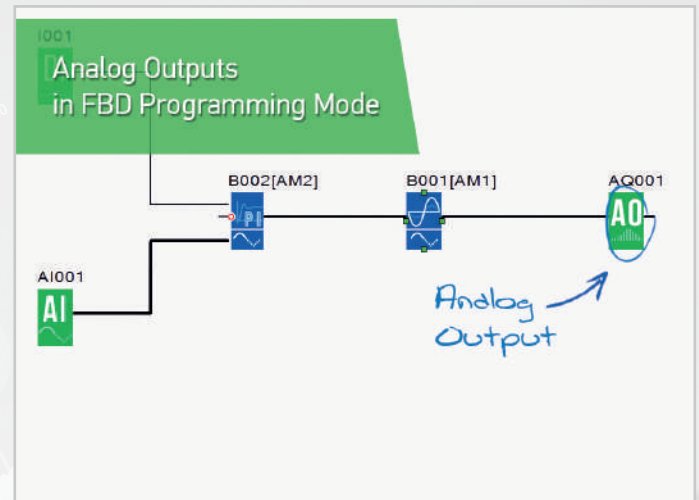 I001
Analog Outputs
in FBD Programming Mode
B002[AM2]
B001[AM1]
AQ001
PI
AO
AI001
AI
Analog
Output